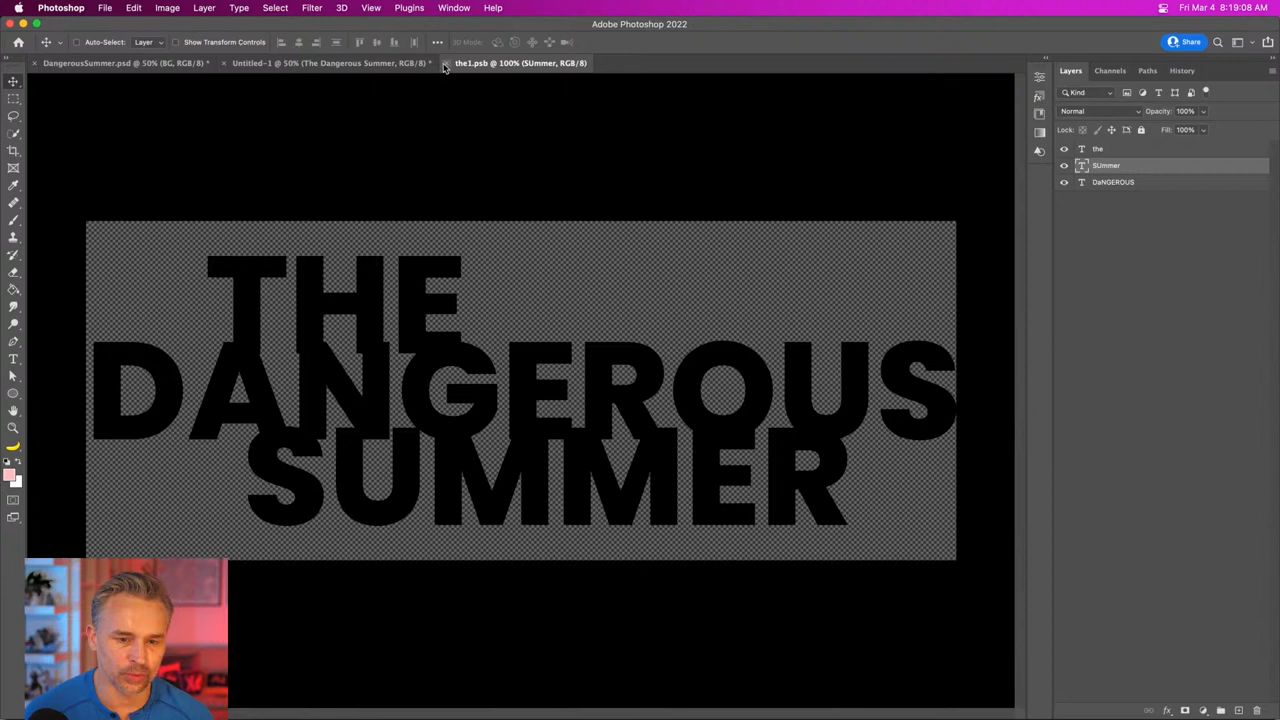 Photoshop File Edit Image Layer Type Select Filter 3D View Plugins Window Help Fri Mar 4 8:19:08 AM
Adobe Photoshop 2022
Auto-Select: Layer Show Transform Controls 3D Mode: Share
DangerousSummer.psd @ 50% (BG, RGB/8) * Untitled-1 @ 50% (The Dangerous Summer, RGB/8) * the1.psb @ 100% (SUmmer, RGB/8)
Layers Channels Paths History
Kind
Normal Opacity: 100%
Lock: Fill: 100%
the
SUmmer
DaNGEROUS
THE
DANGEROUS
SUMMER